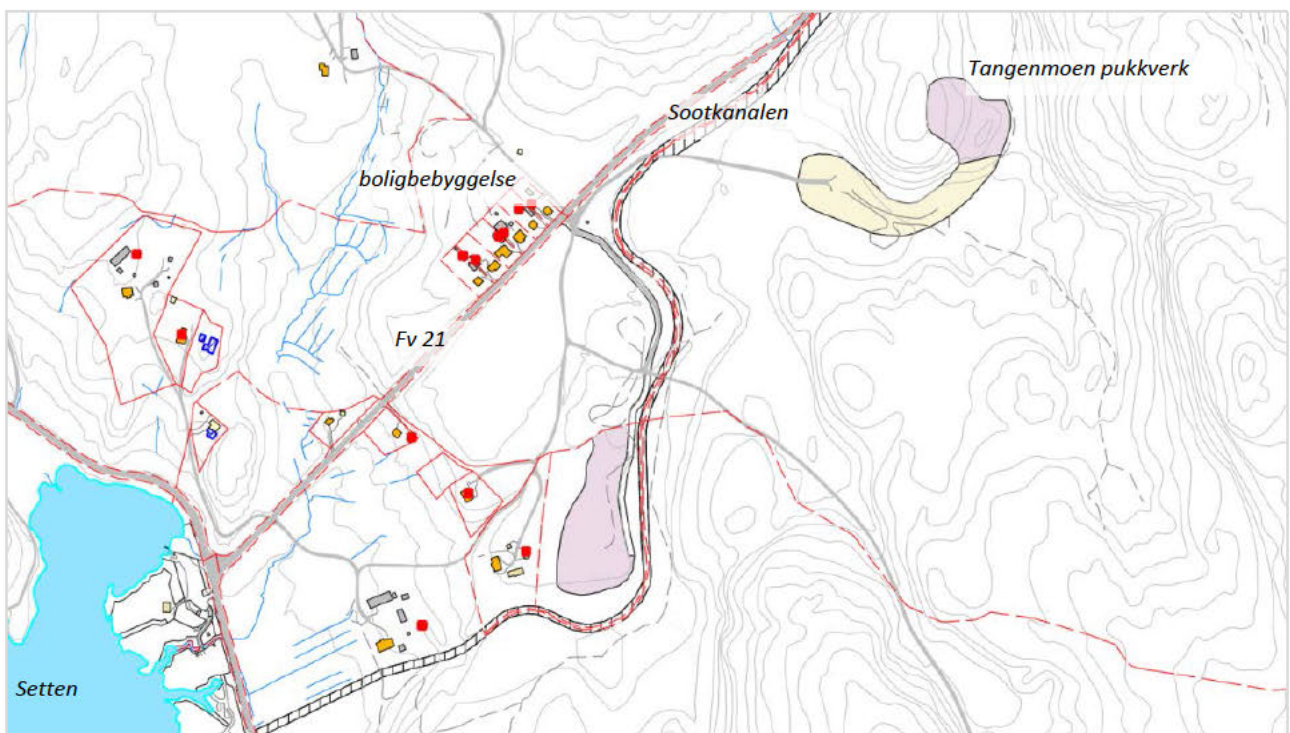 Tangenmoen pukkverk
Sootkanalen
boligbebyggelse
Fv 21
Setten